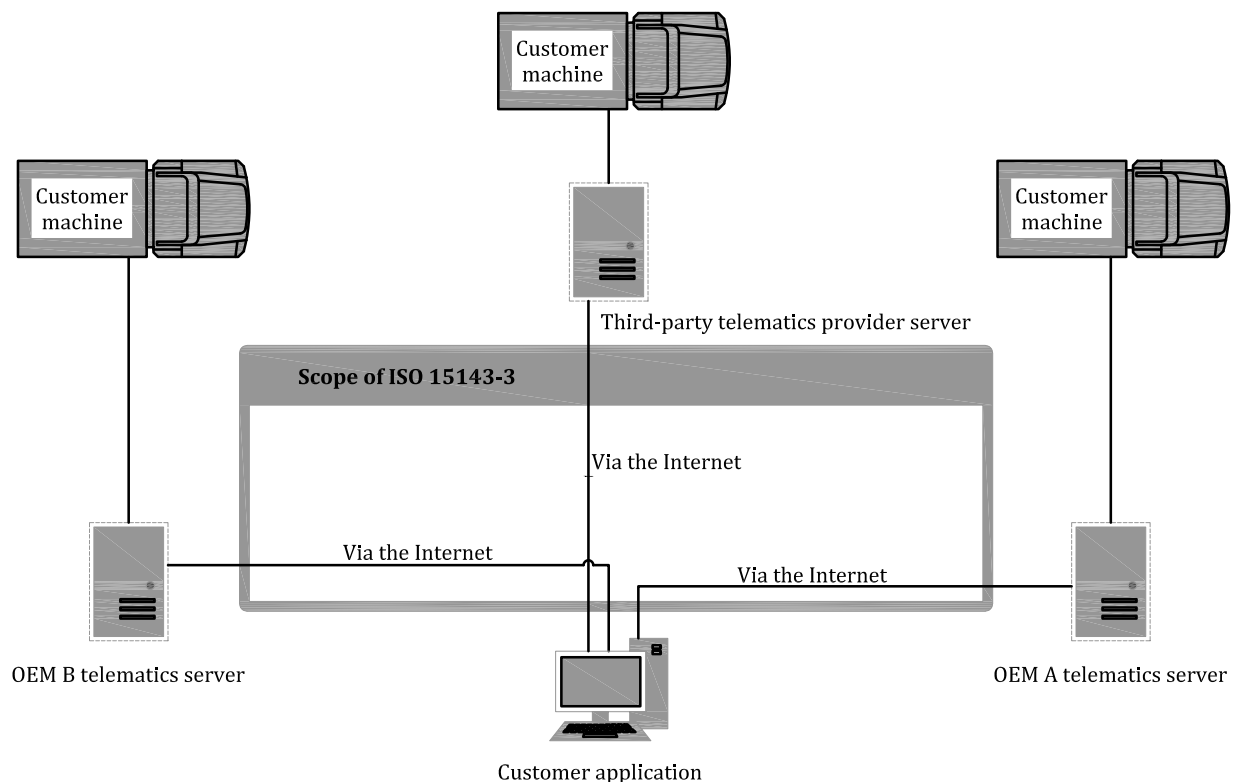 Customer
machine
Customer
machine
Customer
machine
Third-party telematics provider server
Scope of ISO 15143-3
Via the Internet
Via the Internet
Via the Internet
OEM B telematics server
OEM A telematics server
Customer application